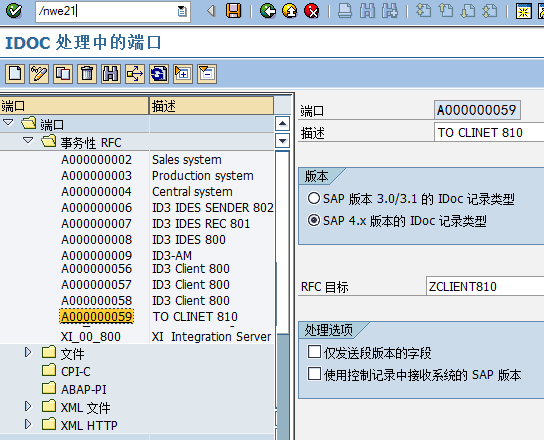 /nwe21
IDOC 处理中的端口
端口 描述
端口
事务性 RFC
A000000002 Sales system
A000000003 Production system
A000000004 Central system
A000000006 ID3 IDES SENDER 802
A000000007 ID3 IDES REC 801
A000000008 ID3 IDES 800
A000000009 ID3-AM
A000000056 ID3 Client 800
A000000057 ID3 Client 800
A000000058 ID3 Client 800
A000000059 TO CLINET 810
XI_00_800 XI Integration Server
文件
CPI-C
ABAP-PI
XML 文件
XML HTTP
端口 A000000059
描述 TO CLINET 810
版本
SAP 版本 3.0/3.1 的 IDoc 记录类型
SAP 4.x 版本的 IDoc 记录类型
RFC 目标 ZCLIENT810
处理选项
仅发送段版本的字段
使用控制记录中接收系统的 SAP 版本